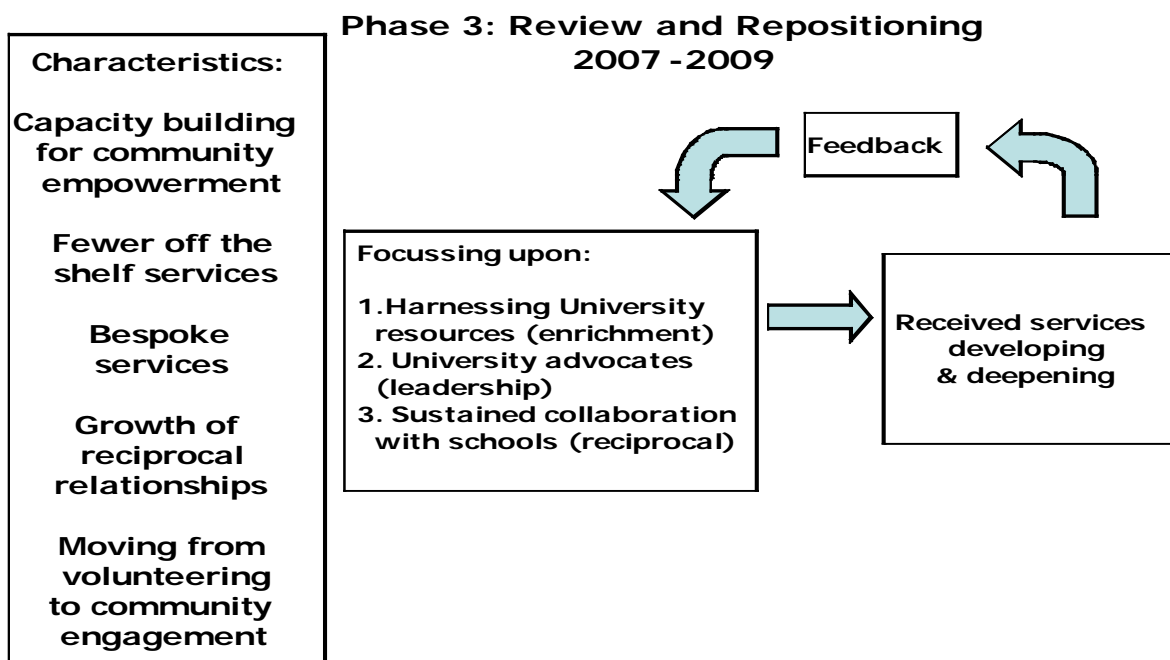 Phase 3: Review and Repositioning
2007 -2009
Characteristics:
Capacity building
for community
empowerment
Fewer off the
shelf services
Bespoke
services
Growth of
reciprocal
relationships
Moving from
volunteering
to community
engagement
Feedback
Focussing upon:
1.Harnessing University
resources (enrichment)
2. University advocates
(leadership)
3. Sustained collaboration
with schools (reciprocal)
Received services
developing
& deepening